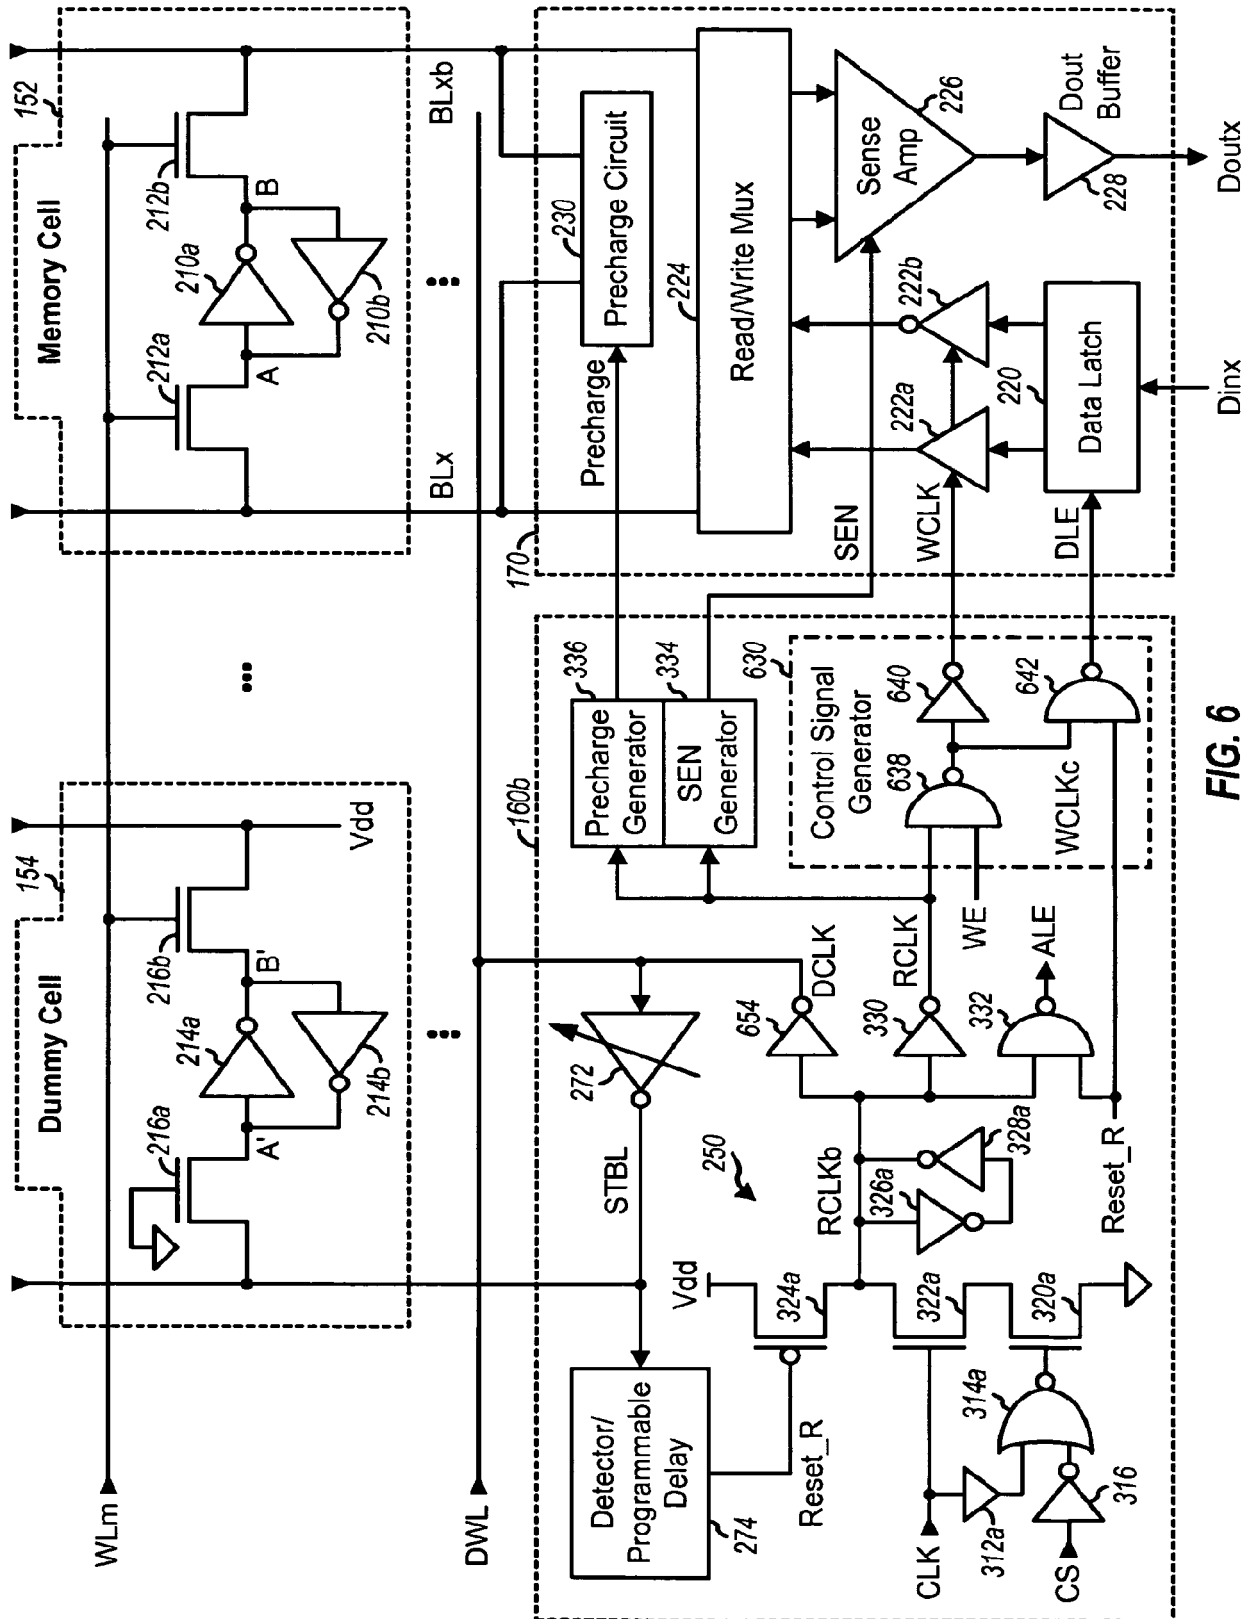 WLm
Dummy Cell
154
216a
A'
214a
214b
216b
B'
Vdd
Memory Cell
152
212a
A
210a
210b
212b
B
DWL
BLx
BLxb
Detector/
Programmable
Delay
274
Reset_R
STBL
272
250
160b
Precharge
Generator
336
SEN
Generator
334
Vdd
324a
322a
320a
CLK
312a
CS
316
314a
RCLKb
326a
328a
654
DCLK
330
RCLK
332
ALE
Reset_R
WE
Control Signal
Generator
630
638
640
642
WCLKc
170
Precharge
230
Precharge Circuit
224
Read/Write Mux
SEN
Sense
Amp
226
WCLK
222a
222b
DLE
220
Data Latch
Dout
Buffer
228
Dinx
Doutx
FIG. 6